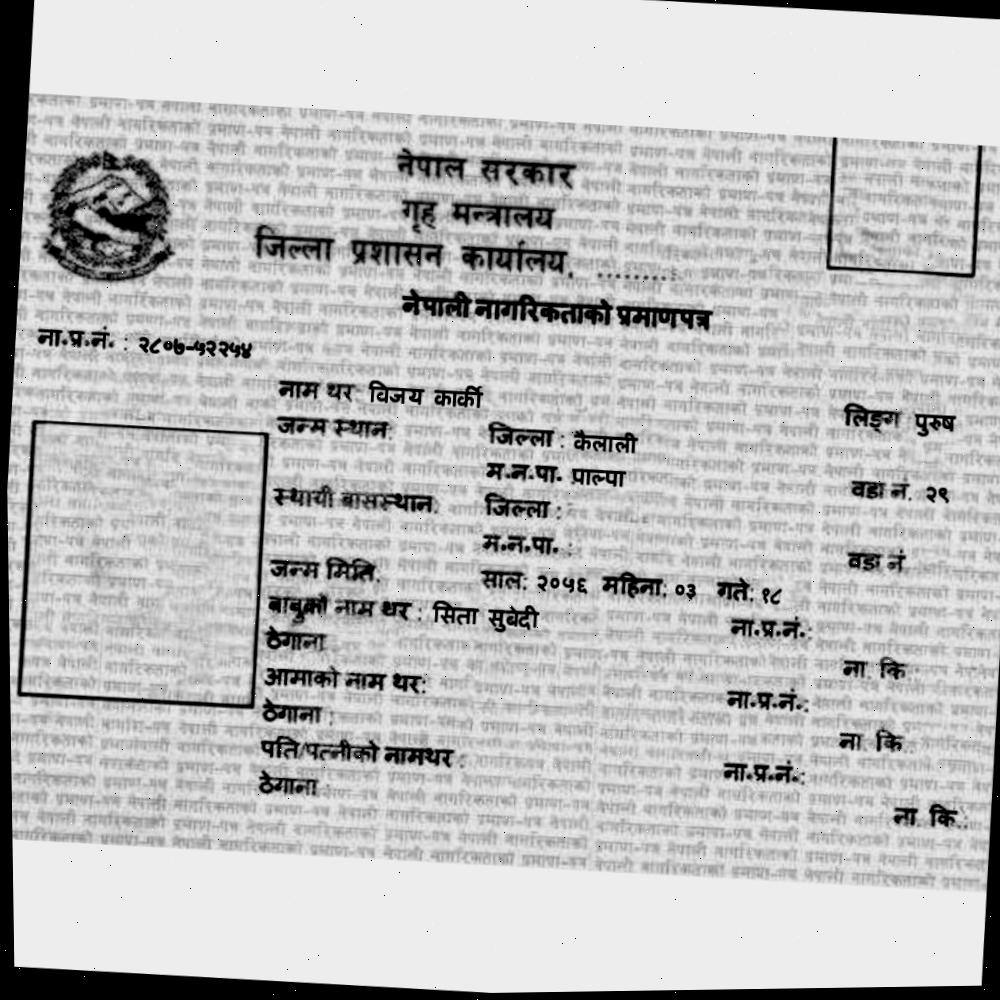 नेपाल सरकार
गृह मन्त्रालय
जिल्ला प्रशासन कार्यालय, .........
नेपाली नागरिकताको प्रमाणपत्र
ना.प्र.नं. : २८०७-५२२५४
नाम थर विजय कार्की लिङ्ग पुरुष
जन्म स्थान: जिल्ला : कैलाली
म.न.पा. प्राल्पा वडा नं. २९
स्थायी बासस्थान: जिल्ला :
म.न.पा. : वडा नं
जन्म मिति: साल: २०५६ महिना: ०३ गते: १८
बाबुको नाम थर : सिता सुबेदी ना.प्र.नं.:
ठेगाना ना. कि :
आमाको नाम थर: ना.प्र.नं.:
ठेगाना : ना. कि :
पति/पत्नीको नामथर : ना.प्र.नं.:
ठेगाना : ना. कि.: